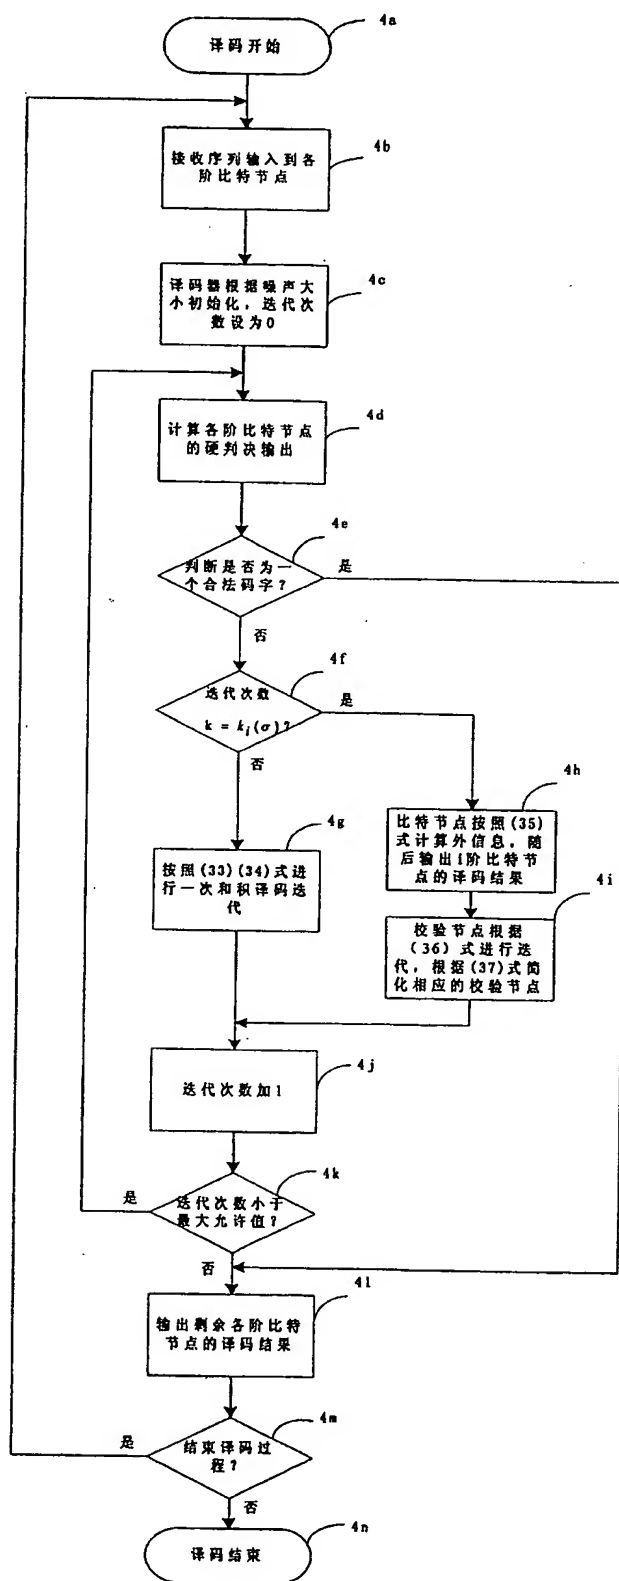 4a
译码开始
4b
接收序列输入到各
阶比特节点
4c
译码器根据噪声大
小初始化，迭代次
数设为0
4d
计算各阶比特节点
的硬判决输出
4e
判断是否为一
个合法码字？
是
否
4f
迭代次数
k = k_i(σ)?
是
否
4h
比特节点按照(35)
式计算外信息，随
后输出i阶比特节
点的译码结果
4g
按照(33)(34)式进
行一次和积译码迭
代
4i
校验节点根据
(36) 式进行迭
代，根据(37)式简
化相应的校验节点
4j
迭代次数加1
4k
迭代次数小于
最大允许值？
是
否
4l
输出剩余各阶比特
节点的译码结果
4m
结束译码过
程？
是
否
4n
译码结束